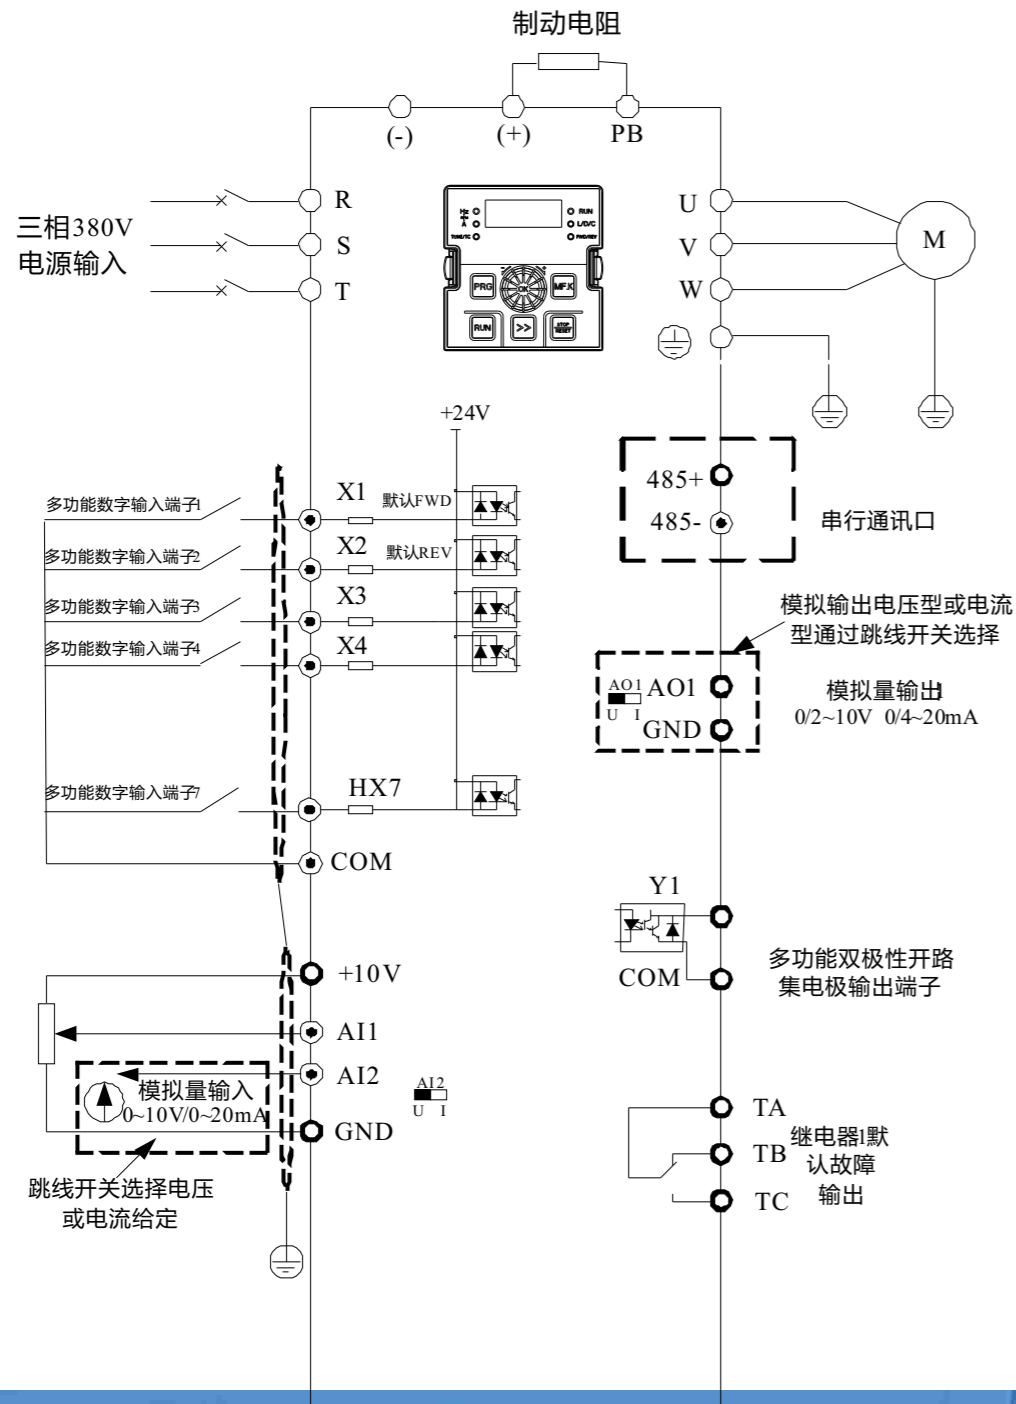 制动电阻
(-)
(+)
PB
三相380V
电源输入
R
S
T
Hz
A
TUNE/TC
RUN
L/D/C
FWD/REV
PRG
OK
MF.K
RUN
>>
STOP
RESET
U
V
W
M
+24V
多功能数字输入端子1
X1
默认FWD
多功能数字输入端子2
X2
默认REV
多功能数字输入端子3
X3
多功能数字输入端子4
X4
多功能数字输入端子7
HX7
COM
485+
485-
串行通讯口
模拟输出电压型或电流
型通过跳线开关选择
AO1
U I
AO1
GND
模拟量输出1
0/2~10V 0/4~20mA
Y1
COM
多功能双极性开路
集电极输出端子
+10V
AI1
AI2
GND
AI2
U I
模拟量输入
0~10V/0~20mA
跳线开关选择电压
或电流给定
TA
TB
TC
继电器1默
认故障
输出